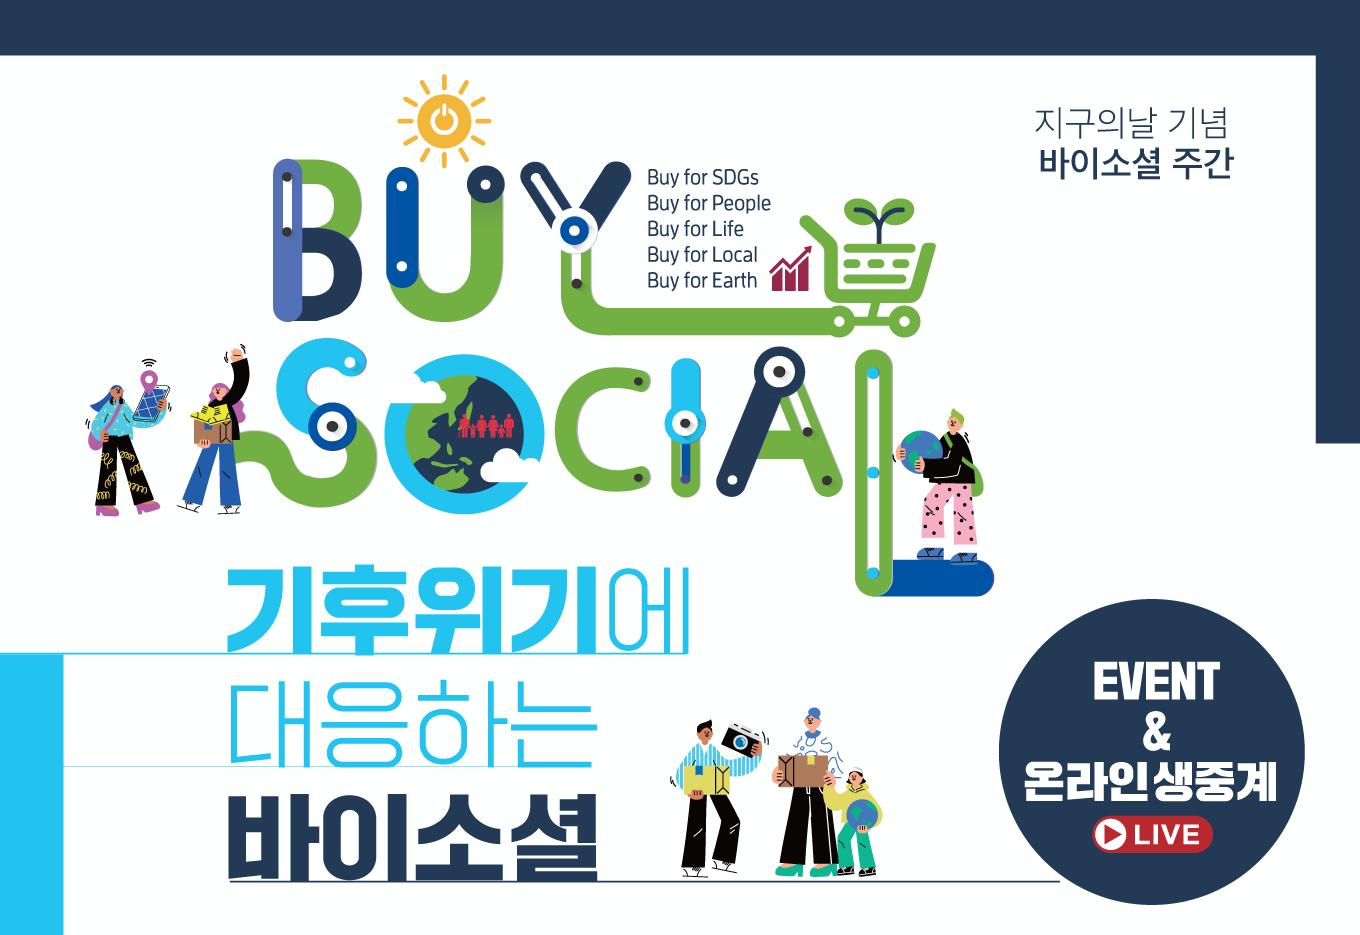 지구의날 기념
바이소셜 주간
BUY
Buy for SDGs
Buy for People
Buy for Life
Buy for Local
Buy for Earth
SOCIAL
기후위기에
대응하는
바이소셜
EVENT
&
온라인 생중계
LIVE